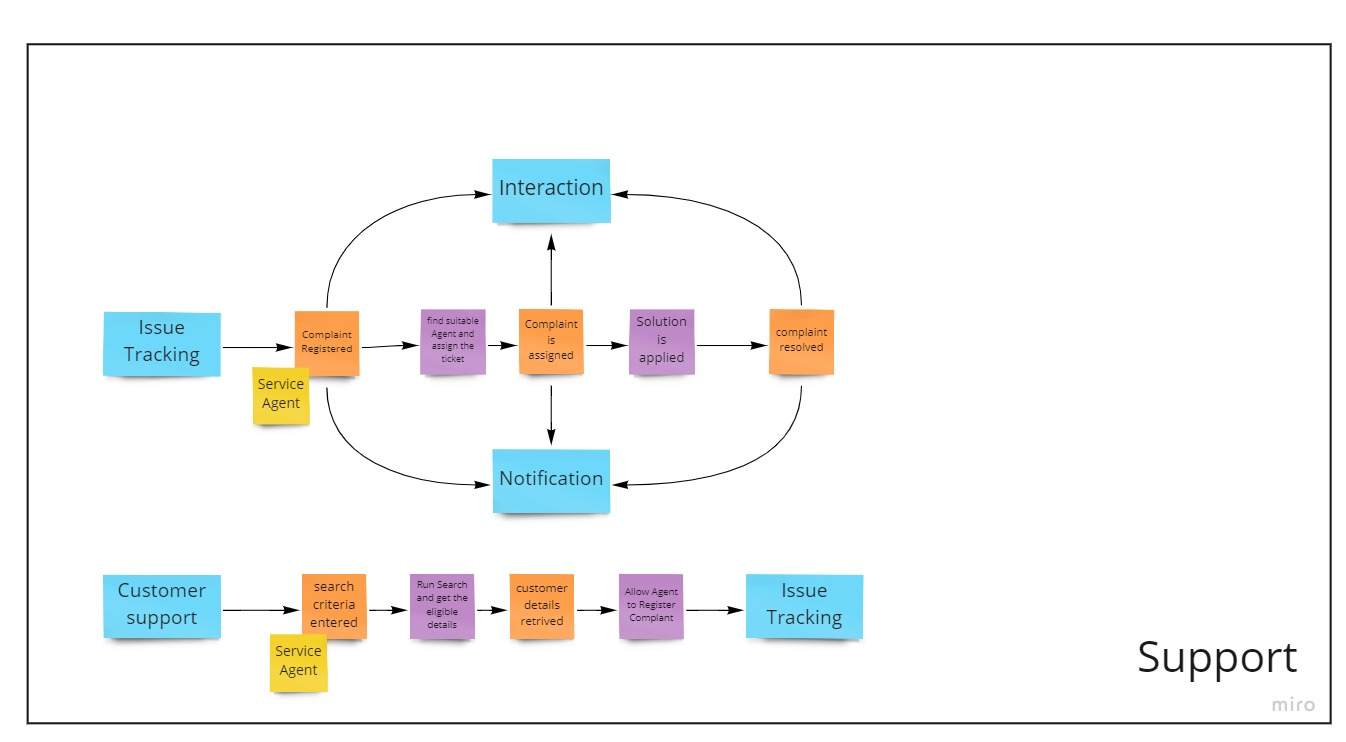 Interaction
Issue
Tracking
Complaint
Registered
find suitable
Agent and
assign the
ticket
Complaint
is
assigned
Solution
is
applied
complaint
resolved
Service
Agent
Notification
Customer
support
search
criteria
entered
Run Search
and get the
eligible
details
customer
details
retrived
Allow Agent
to Register
Complant
Issue
Tracking
Service
Agent
Support
miro